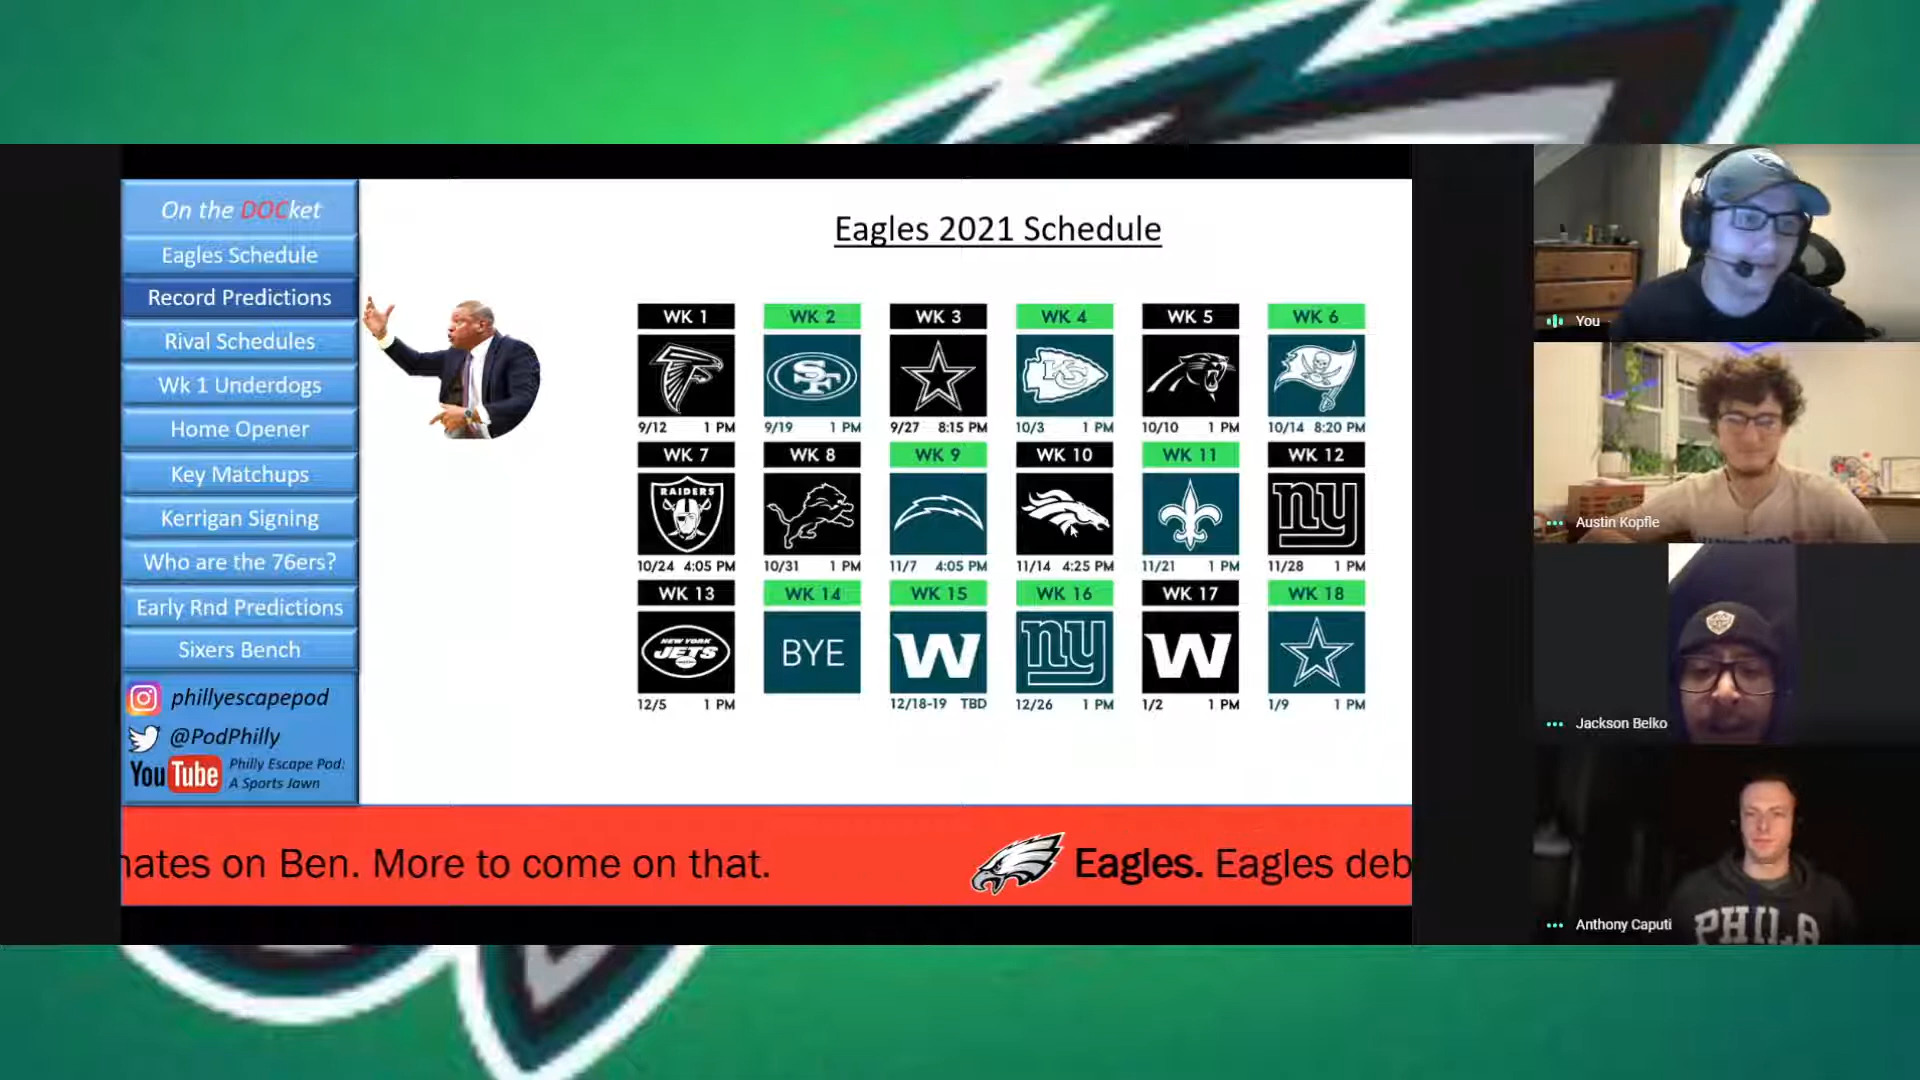 On the DOCket
Eagles Schedule
Record Predictions
Rival Schedules
Wk 1 Underdogs
Home Opener
Key Matchups
Kerrigan Signing
Who are the 76ers?
Early Rnd Predictions
Sixers Bench
phillyescapepod
@PodPhilly
YouTube Philly Escape Pod:
A Sports Jawn
Eagles 2021 Schedule
WK 1 WK 2 WK 3 WK 4 WK 5 WK 6
SF KC
9/12 1 PM 9/19 1 PM 9/27 8:15 PM 10/3 1 PM 10/10 1 PM 10/14 8:20 PM
WK 7 WK 8 WK 9 WK 10 WK 11 WK 12
RAIDERS ny
10/24 4:05 PM 10/31 1 PM 11/7 4:05 PM 11/14 4:25 PM 11/21 1 PM 11/28 1 PM
WK 13 WK 14 WK 15 WK 16 WK 17 WK 18
NEW YORK JETS BYE W ny W
12/5 1 PM 12/18-19 TBD 12/26 1 PM 1/2 1 PM 1/9 1 PM
nates on Ben. More to come on that. Eagles. Eagles deb
You
Austin Kopfle
Jackson Belko
Anthony Caputi
PHILA